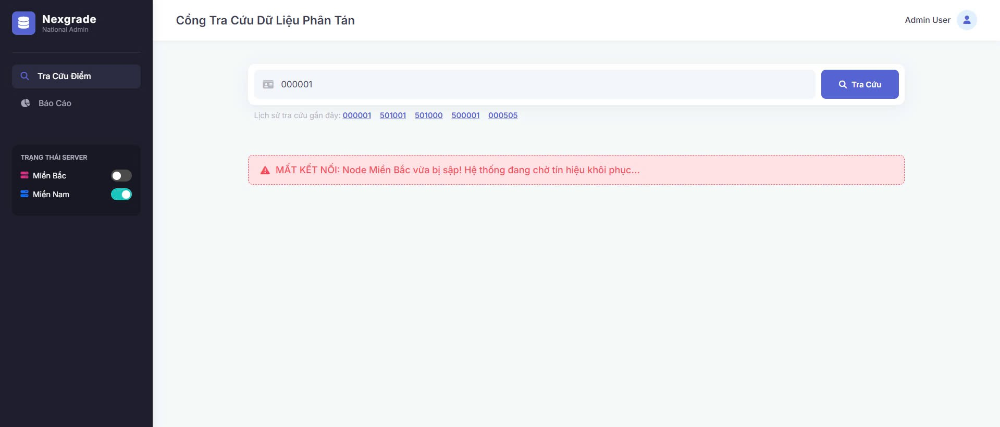 Nexgrade
National Admin
Cổng Tra Cứu Dữ Liệu Phân Tán
Admin User
Tra Cứu Điểm
Báo Cáo
TRẠNG THÁI SERVER
Miền Bắc
Miền Nam
000001
Tra Cứu
Lịch sử tra cứu gần đây: 000001 501001 501000 500001 000505
MẤT KẾT NỐI: Node Miền Bắc vừa bị sập! Hệ thống đang chờ tín hiệu khôi phục...